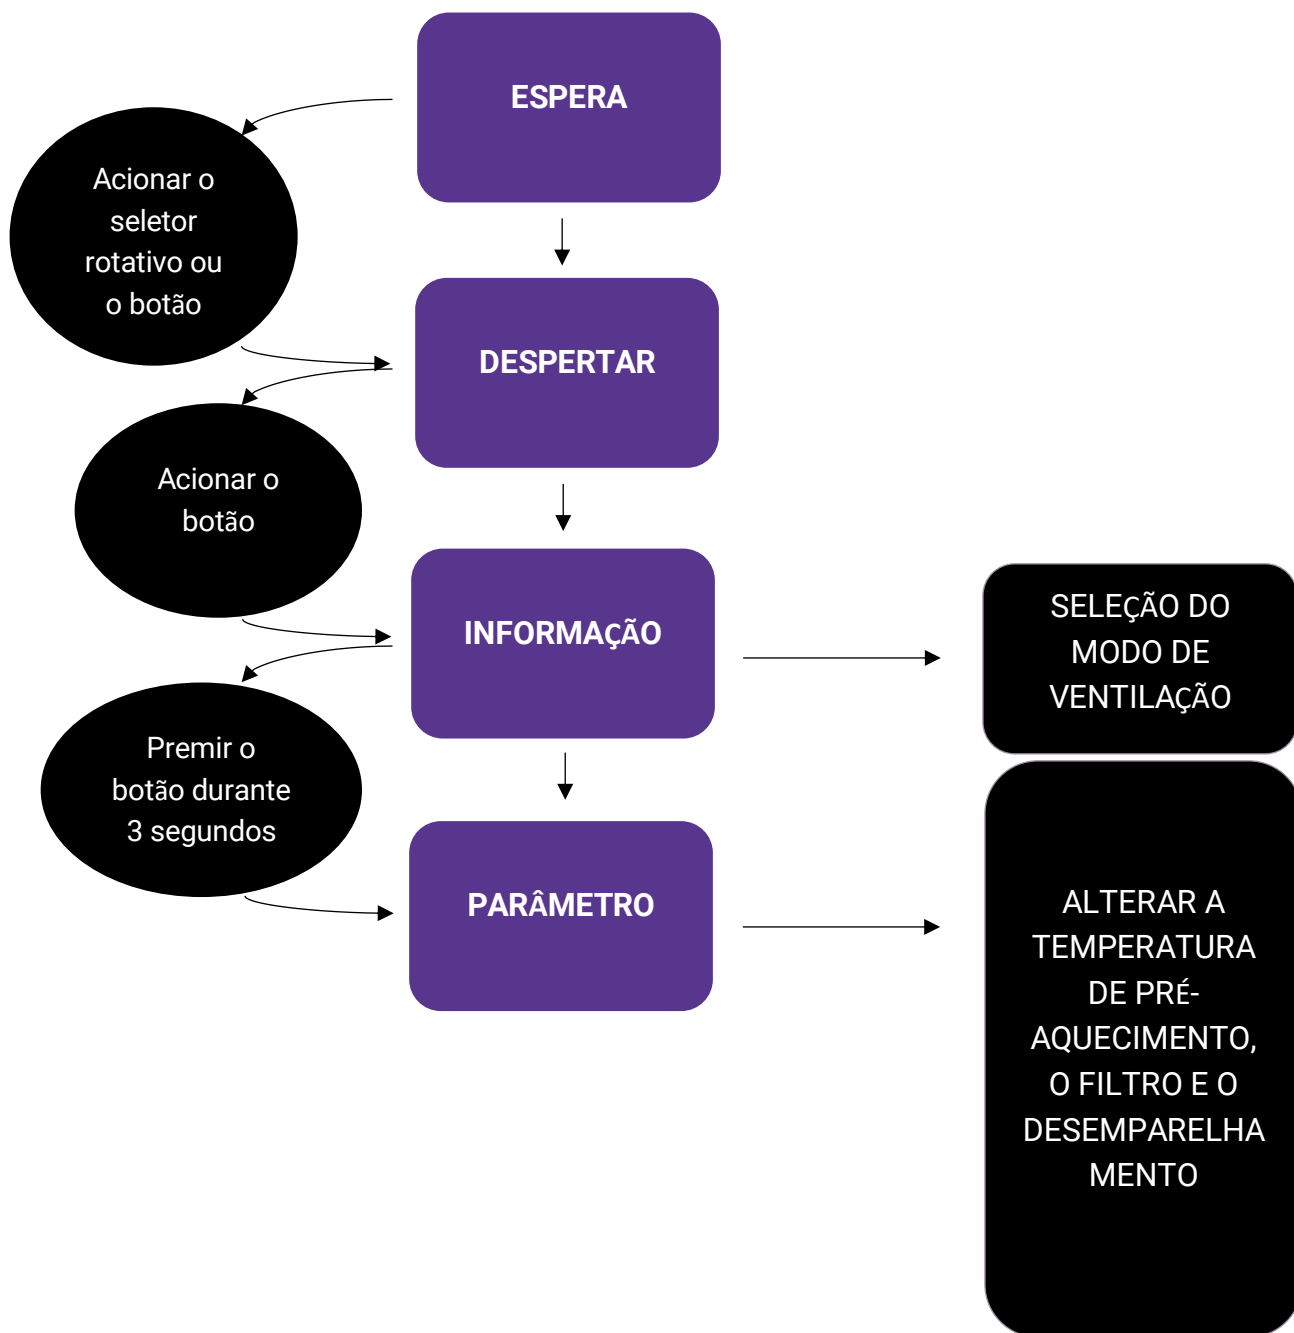 ESPERA
Acionar o
seletor
rotativo ou
o botão
DESPERTAR
Acionar o
botão
INFORMAÇÃO
SELEÇÃO DO
MODO DE
VENTILAÇÃO
Premir o
botão durante
3 segundos
PARÂMETRO
ALTERAR A
TEMPERATURA
DE PRÉ-
AQUECIMENTO,
O FILTRO E O
DESEMPARELHA
MENTO